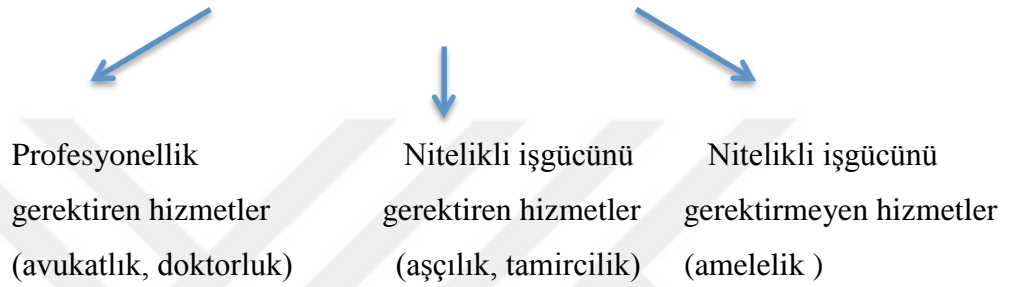 Profesyonellik
gerektiren hizmetler
(avukatlık, doktorluk)
Nitelikli işgücünü
gerektiren hizmetler
(aşçılık, tamircilik)
Nitelikli işgücünü
gerektirmeyen hizmetler
(amelelik )